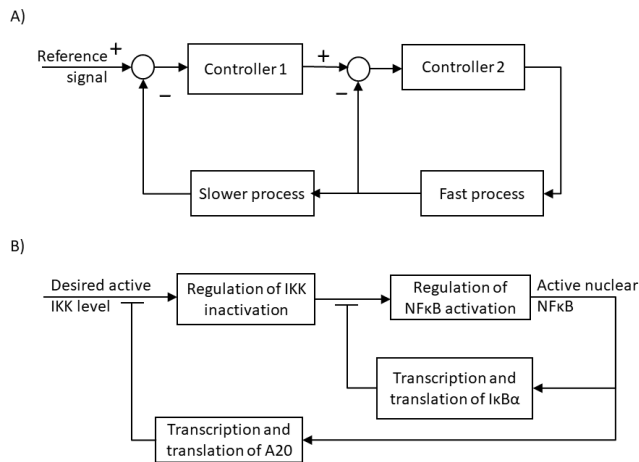 A)
Reference +
signal
Controller 1
+
Controller 2
−
−
Slower process
Fast process
B)
Desired active
IKK level
Regulation of IKK
inactivation
Regulation of
NFκB activation
Active nuclear
NFκB
Transcription and
translation of IκBα
Transcription and
translation of A20